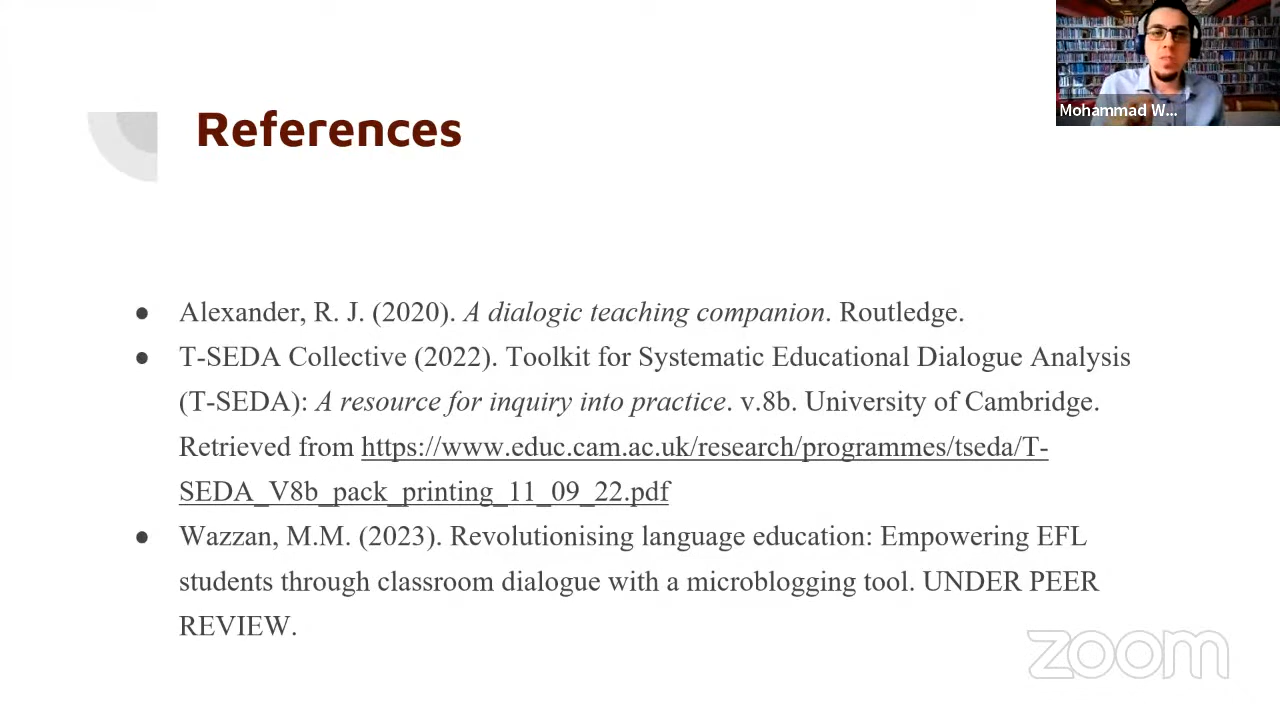 Mohammad W...
References
● Alexander, R. J. (2020). A dialogic teaching companion. Routledge.
● T-SEDA Collective (2022). Toolkit for Systematic Educational Dialogue Analysis
(T-SEDA): A resource for inquiry into practice. v.8b. University of Cambridge.
Retrieved from https://www.educ.cam.ac.uk/research/programmes/tseda/T-
SEDA_V8b_pack_printing_11_09_22.pdf
● Wazzan, M.M. (2023). Revolutionising language education: Empowering EFL
students through classroom dialogue with a microblogging tool. UNDER PEER
REVIEW.
zoom